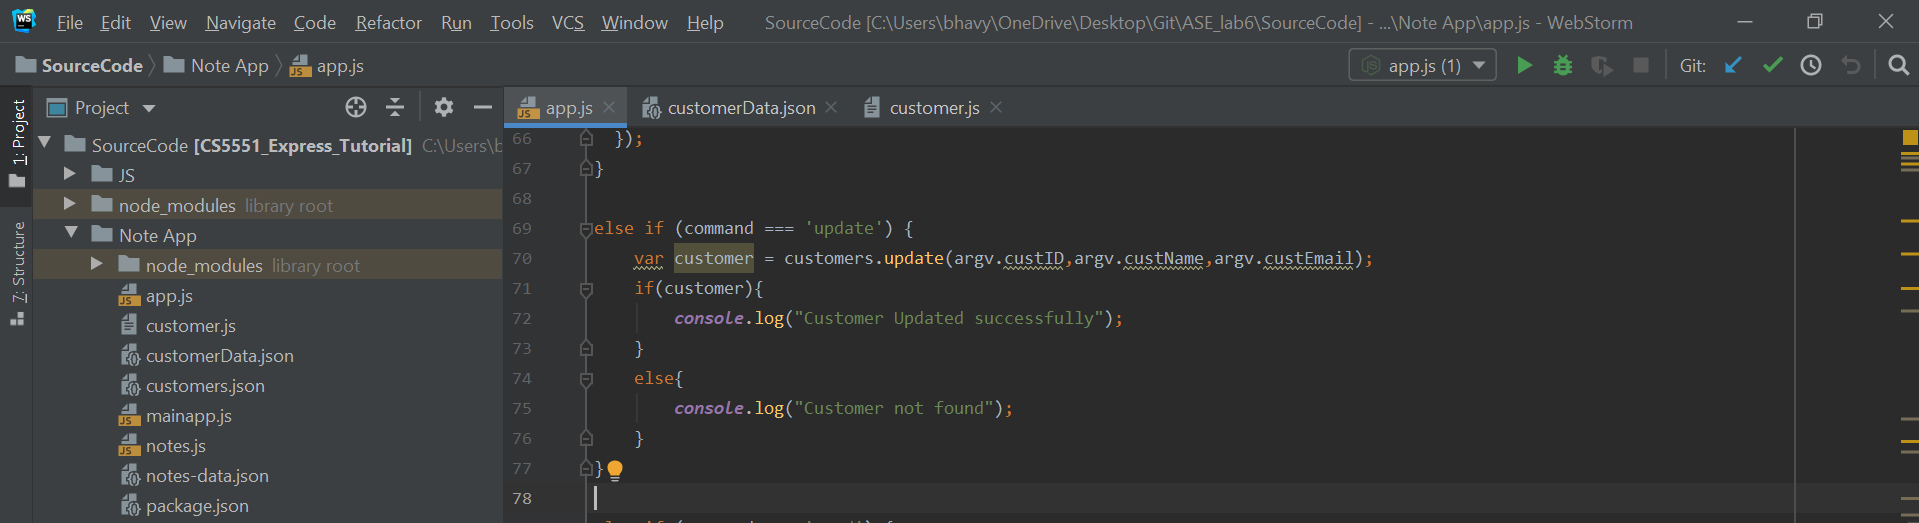 WS File Edit View Navigate Code Refactor Run Tools VCS Window Help SourceCode [C:\Users\bhavy\OneDrive\Desktop\Git\ASE_lab6\SourceCode] - ...\Note App\app.js - WebStorm
SourceCode Note App app.js app.js (1) Git:
1: Project
7: Structure
Project
SourceCode [CS5551_Express_Tutorial] C:\Users\b
JS
node_modules library root
Note App
node_modules library root
app.js
customer.js
customerData.json
customers.json
mainapp.js
notes.js
notes-data.json
package.json
app.js customerData.json customer.js
66 });
67 }
68
69 else if (command === 'update') {
70 var customer = customers.update(argv.custID,argv.custName,argv.custEmail);
71 if(customer){
72 console.log("Customer Updated successfully");
73 }
74 else{
75 console.log("Customer not found");
76 }
77 }
78